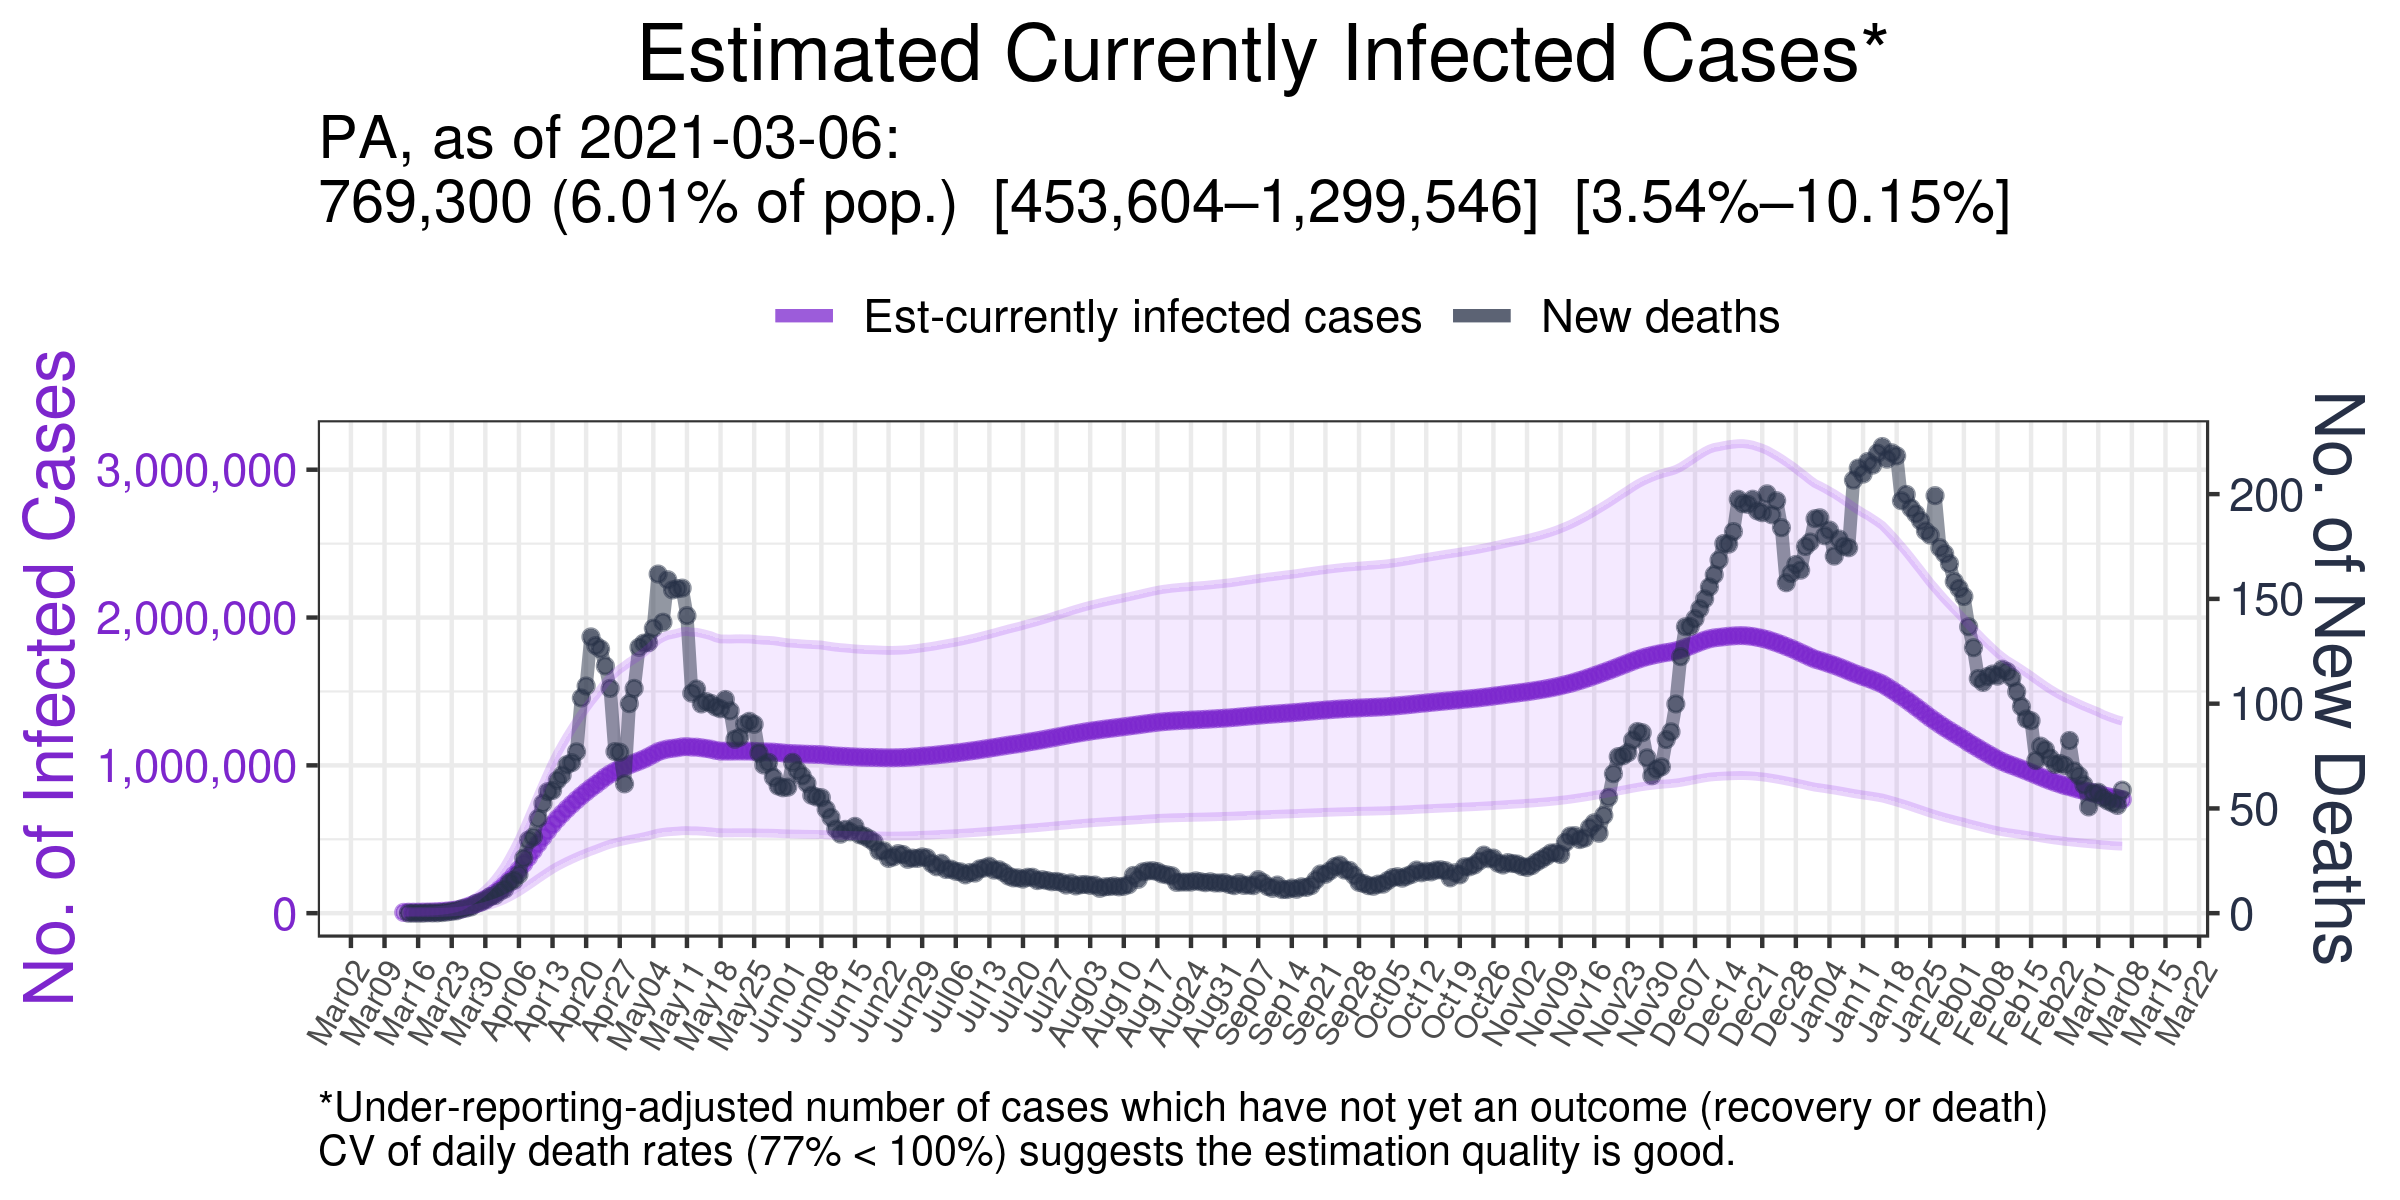 Estimated Currently Infected Cases*
PA, as of 2021-03-06:
769,300 (6.01% of pop.) [453,604–1,299,546] [3.54%–10.15%]
Est-currently infected cases
New deaths
No. of Infected Cases
3,000,000
2,000,000
1,000,000
0
No. of New Deaths
200
150
100
50
0
Mar02
Mar09
Mar16
Mar23
Mar30
Apr06
Apr13
Apr20
Apr27
May04
May11
May18
May25
Jun01
Jun08
Jun15
Jun22
Jun29
Jul06
Jul13
Jul20
Jul27
Aug03
Aug10
Aug17
Aug24
Aug31
Sep07
Sep14
Sep21
Sep28
Oct05
Oct12
Oct19
Oct26
Nov02
Nov09
Nov16
Nov23
Nov30
Dec07
Dec14
Dec21
Dec28
Jan04
Jan11
Jan18
Jan25
Feb01
Feb08
Feb15
Feb22
Mar01
Mar08
Mar15
Mar22
*Under-reporting-adjusted number of cases which have not yet an outcome (recovery or death)
CV of daily death rates (77% < 100%) suggests the estimation quality is good.